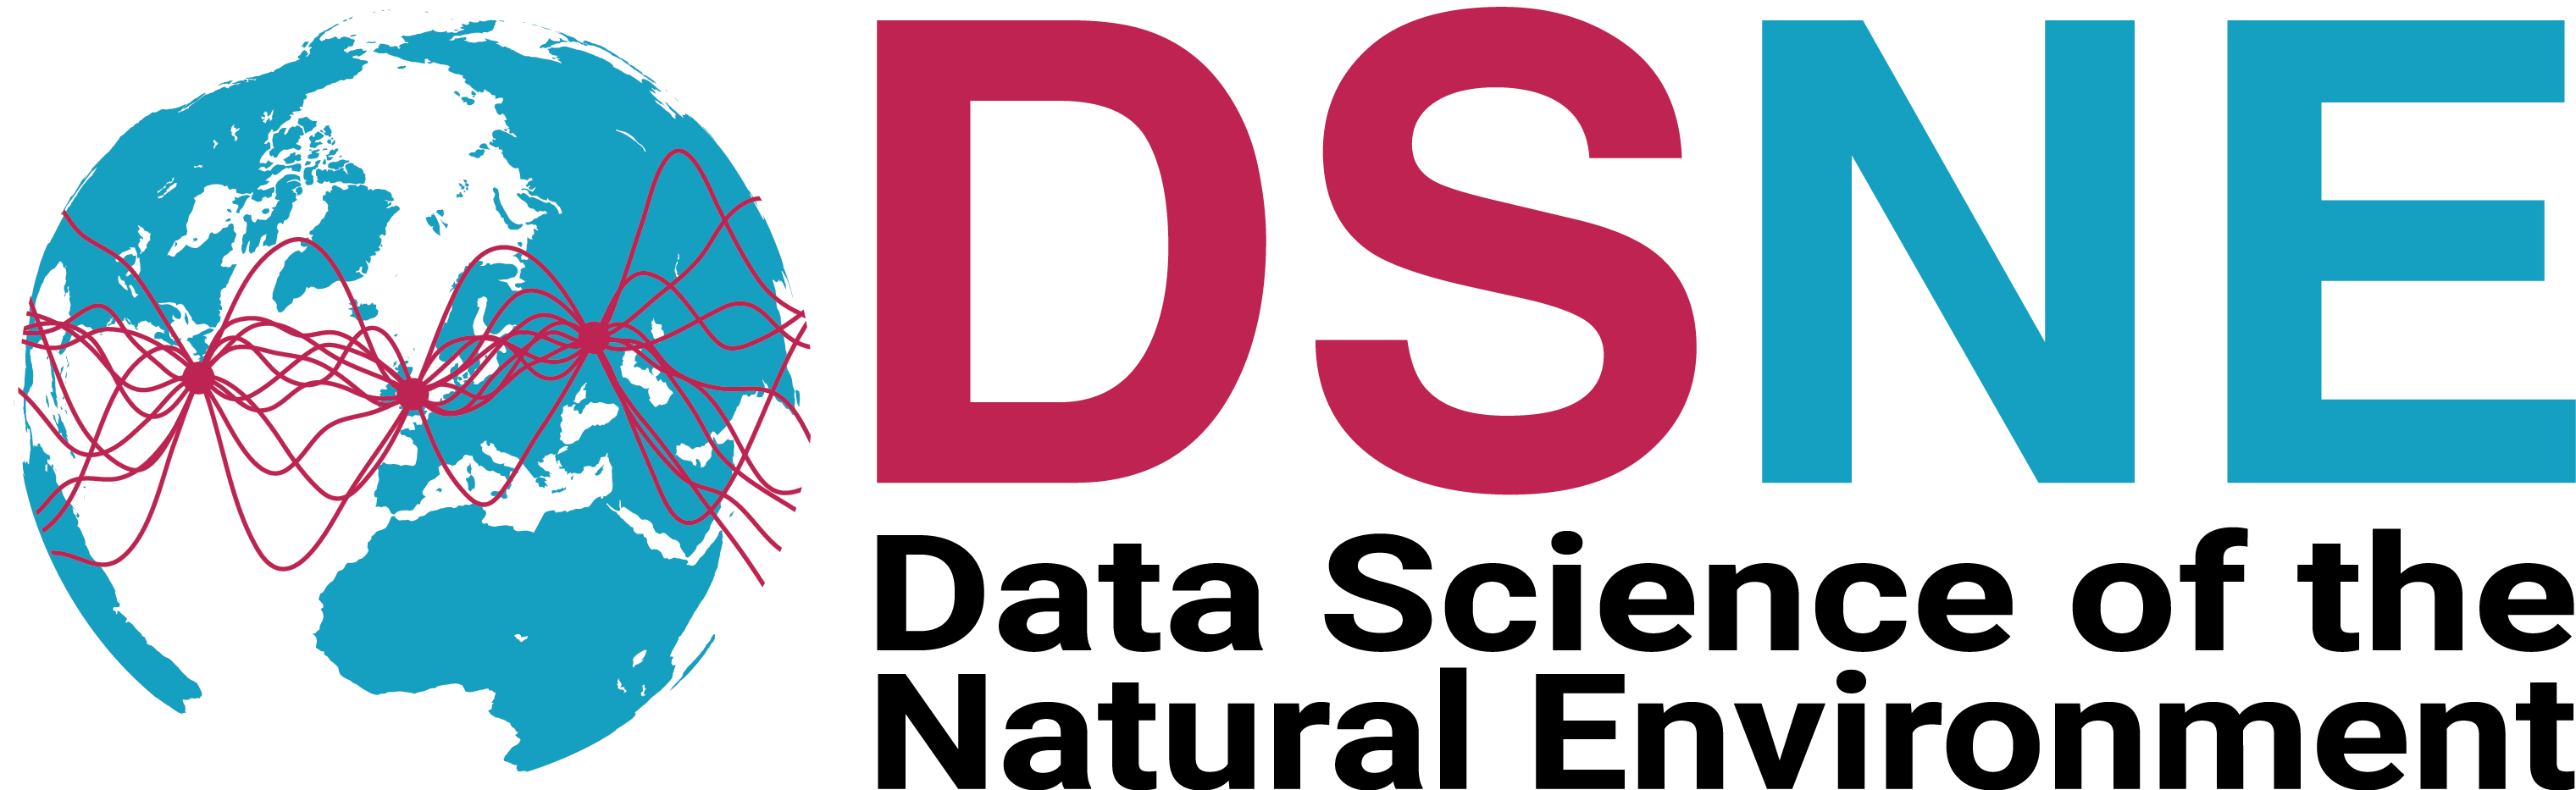 DSNE
Data Science of the
Natural Environment